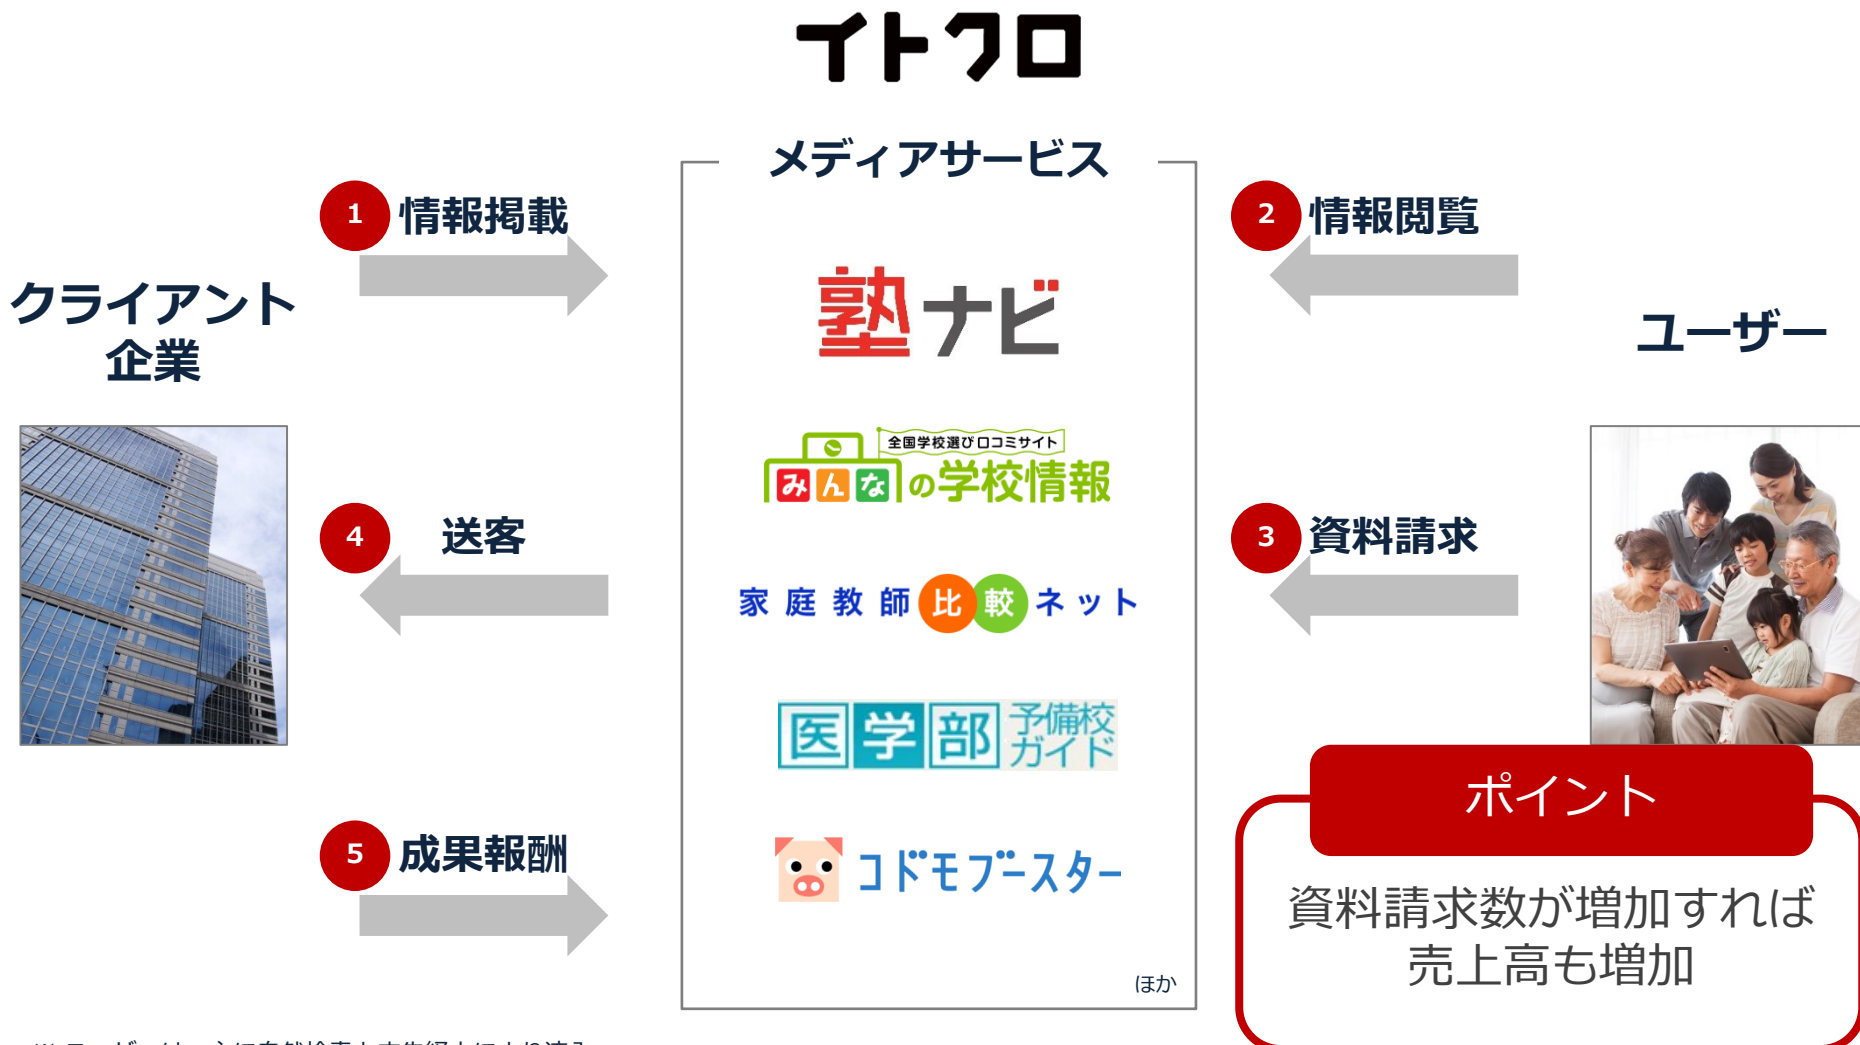 イトクロ
メディアサービス
1 情報掲載
2 情報閲覧
クライアント
企業
ユーザー
塾ナビ
全国学校選び口コミサイト
みんなの学校情報
4 送客
3 資料請求
家庭教師比較ネット
医学部予備校
ガイド
ポイント
5 成果報酬
コドモブースター
資料請求数が増加すれば
売上高も増加
ほか